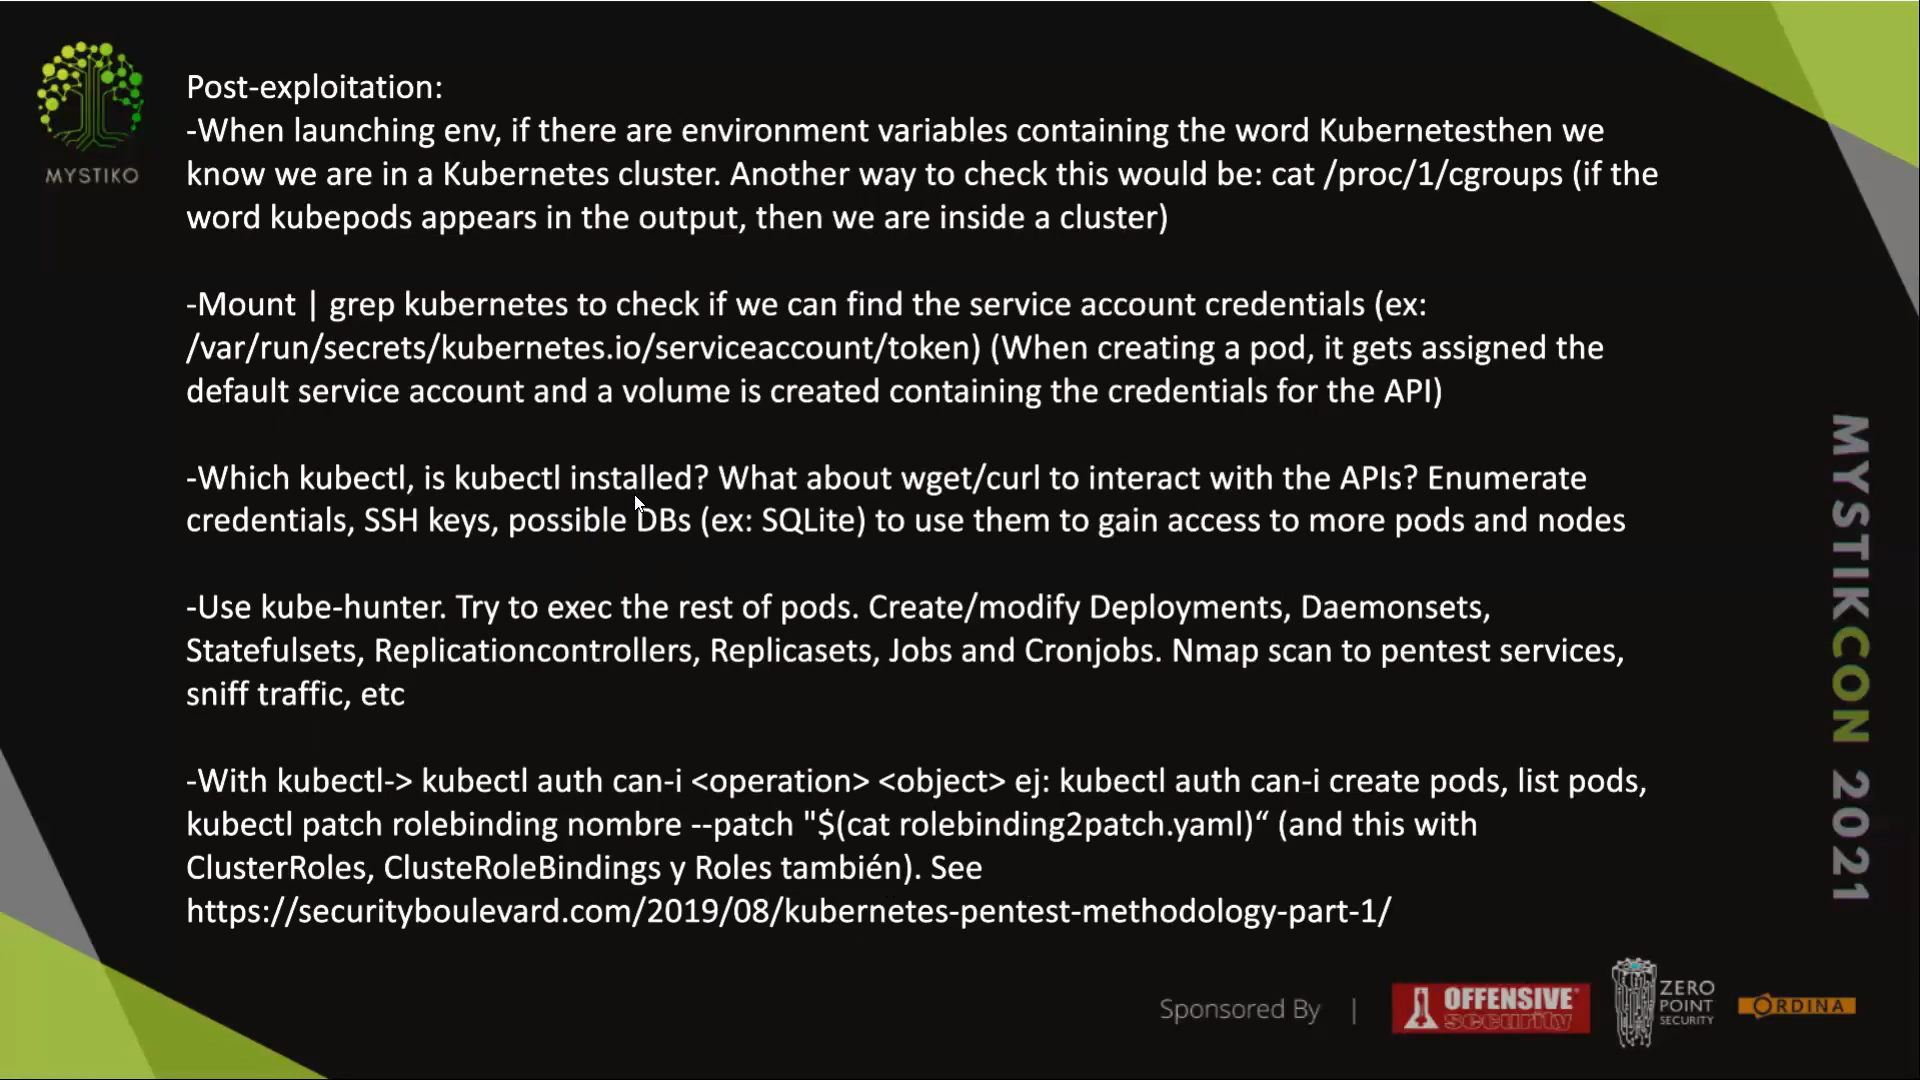 MYSTIKO
Post-exploitation:
-When launching env, if there are environment variables containing the word Kubernetesthen we
know we are in a Kubernetes cluster. Another way to check this would be: cat /proc/1/cgroups (if the
word kubepods appears in the output, then we are inside a cluster)
-Mount | grep kubernetes to check if we can find the service account credentials (ex:
/var/run/secrets/kubernetes.io/serviceaccount/token) (When creating a pod, it gets assigned the
default service account and a volume is created containing the credentials for the API)
-Which kubectl, is kubectl installed? What about wget/curl to interact with the APIs? Enumerate
credentials, SSH keys, possible DBs (ex: SQLite) to use them to gain access to more pods and nodes
-Use kube-hunter. Try to exec the rest of pods. Create/modify Deployments, Daemonsets,
Statefulsets, Replicationcontrollers, Replicasets, Jobs and Cronjobs. Nmap scan to pentest services,
sniff traffic, etc
-With kubectl-> kubectl auth can-i <operation> <object> ej: kubectl auth can-i create pods, list pods,
kubectl patch rolebinding nombre --patch "$(cat rolebinding2patch.yaml)“ (and this with
ClusterRoles, ClusteRoleBindings y Roles también). See
https://securityboulevard.com/2019/08/kubernetes-pentest-methodology-part-1/
MYSTIKCON 2021
Sponsored By |
OFFENSIVE
security
ZERO
POINT
SECURITY
ORDINA